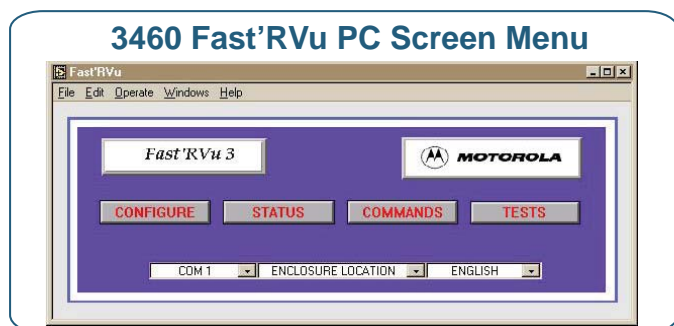 3460 Fast’RVu PC Screen Menu
Fast'RVu
File Edit Operate Windows Help
Fast'RVu 3
MOTOROLA
CONFIGURE STATUS COMMANDS TESTS
COM 1 ENCLOSURE LOCATION ENGLISH